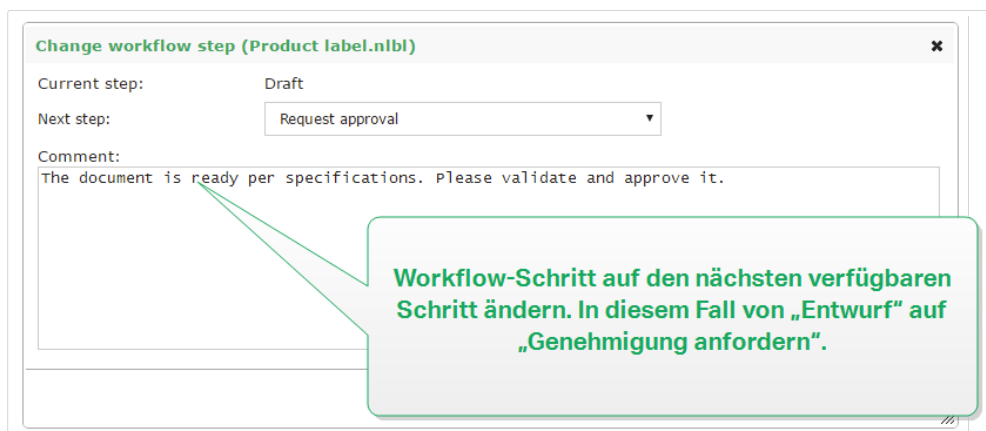 Change workflow step (Product label.nlbl)
Current step: Draft
Next step: Request approval
Comment:
The document is ready per specifications. Please validate and approve it.
Workflow-Schritt auf den nächsten verfügbaren
Schritt ändern. In diesem Fall von „Entwurf“ auf
„Genehmigung anfordern“.